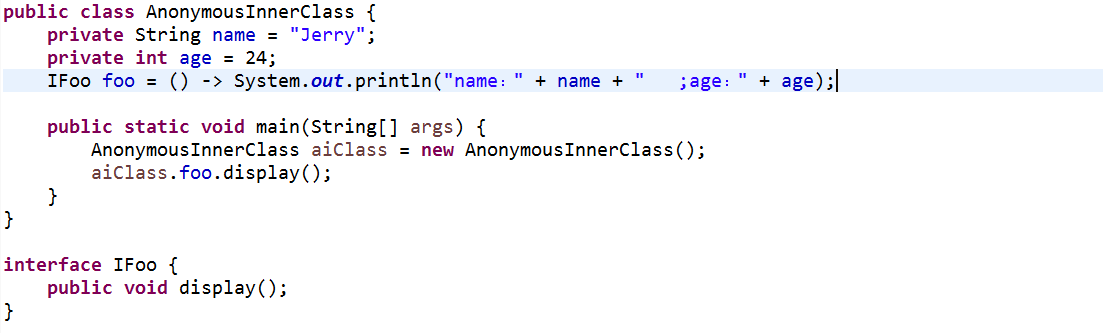 public class AnonymousInnerClass {
    private String name = "Jerry";
    private int age = 24;
    IFoo foo = () -> System.out.println("name：" + name + "   ;age：" + age);
    public static void main(String[] args) {
        AnonymousInnerClass aiClass = new AnonymousInnerClass();
        aiClass.foo.display();
    }
}
interface IFoo {
    public void display();
}